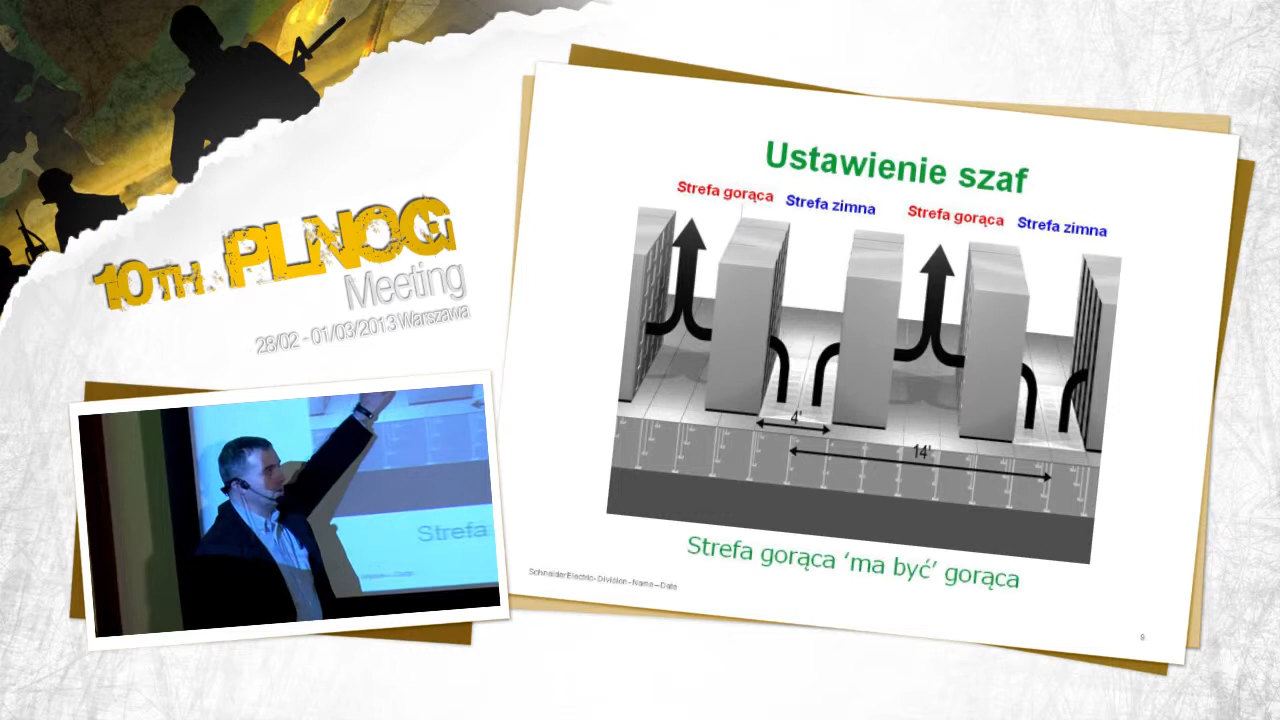 10TH. PLNOG
Meeting
28/02 - 01/03/2013 Warszawa
Ustawienie szaf
Strefa gorąca Strefa zimna Strefa gorąca Strefa zimna
4'
14'
Strefa gorąca ‘ma być’ gorąca
Schneider Electric - Division - Name – Date
9
Strefa